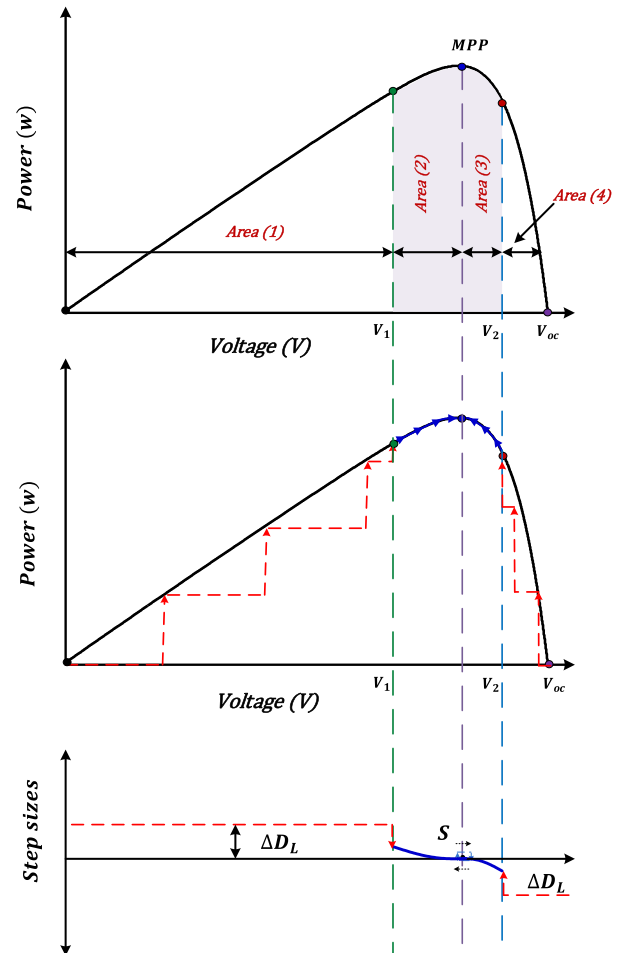 MPP
Power (w)
Area (1)
Area (2)
Area (3)
Area (4)
V1
V2
Voc
Voltage (V)
Power (w)
V1
V2
Voc
Voltage (V)
Step sizes
ΔDL
S
ΔDL